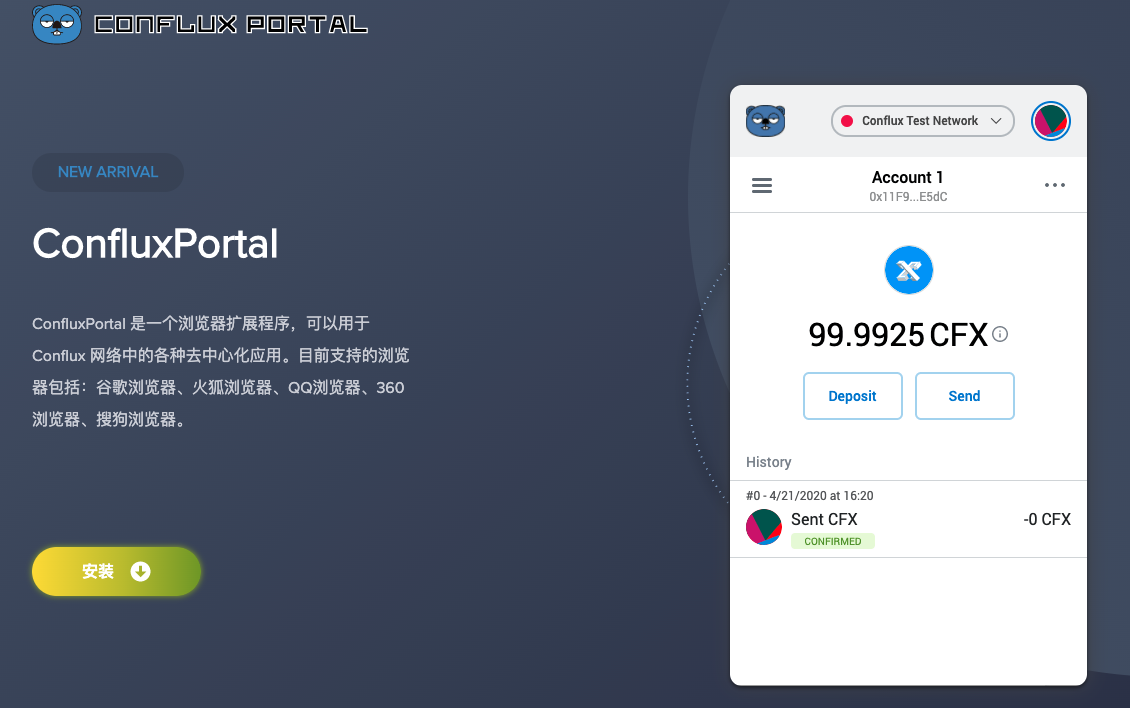 CONFLUX PORTAL
NEW ARRIVAL
ConfluxPortal
ConfluxPortal 是一个浏览器扩展程序，可以用于
Conflux 网络中的各种去中心化应用。目前支持的浏览
器包括：谷歌浏览器、火狐浏览器、QQ浏览器、360
浏览器、搜狗浏览器。
安装
Conflux Test Network
Account 1
0x11F9...E5dC
99.9925 CFX
Deposit
Send
History
#0 - 4/21/2020 at 16:20
Sent CFX
-0 CFX
CONFIRMED